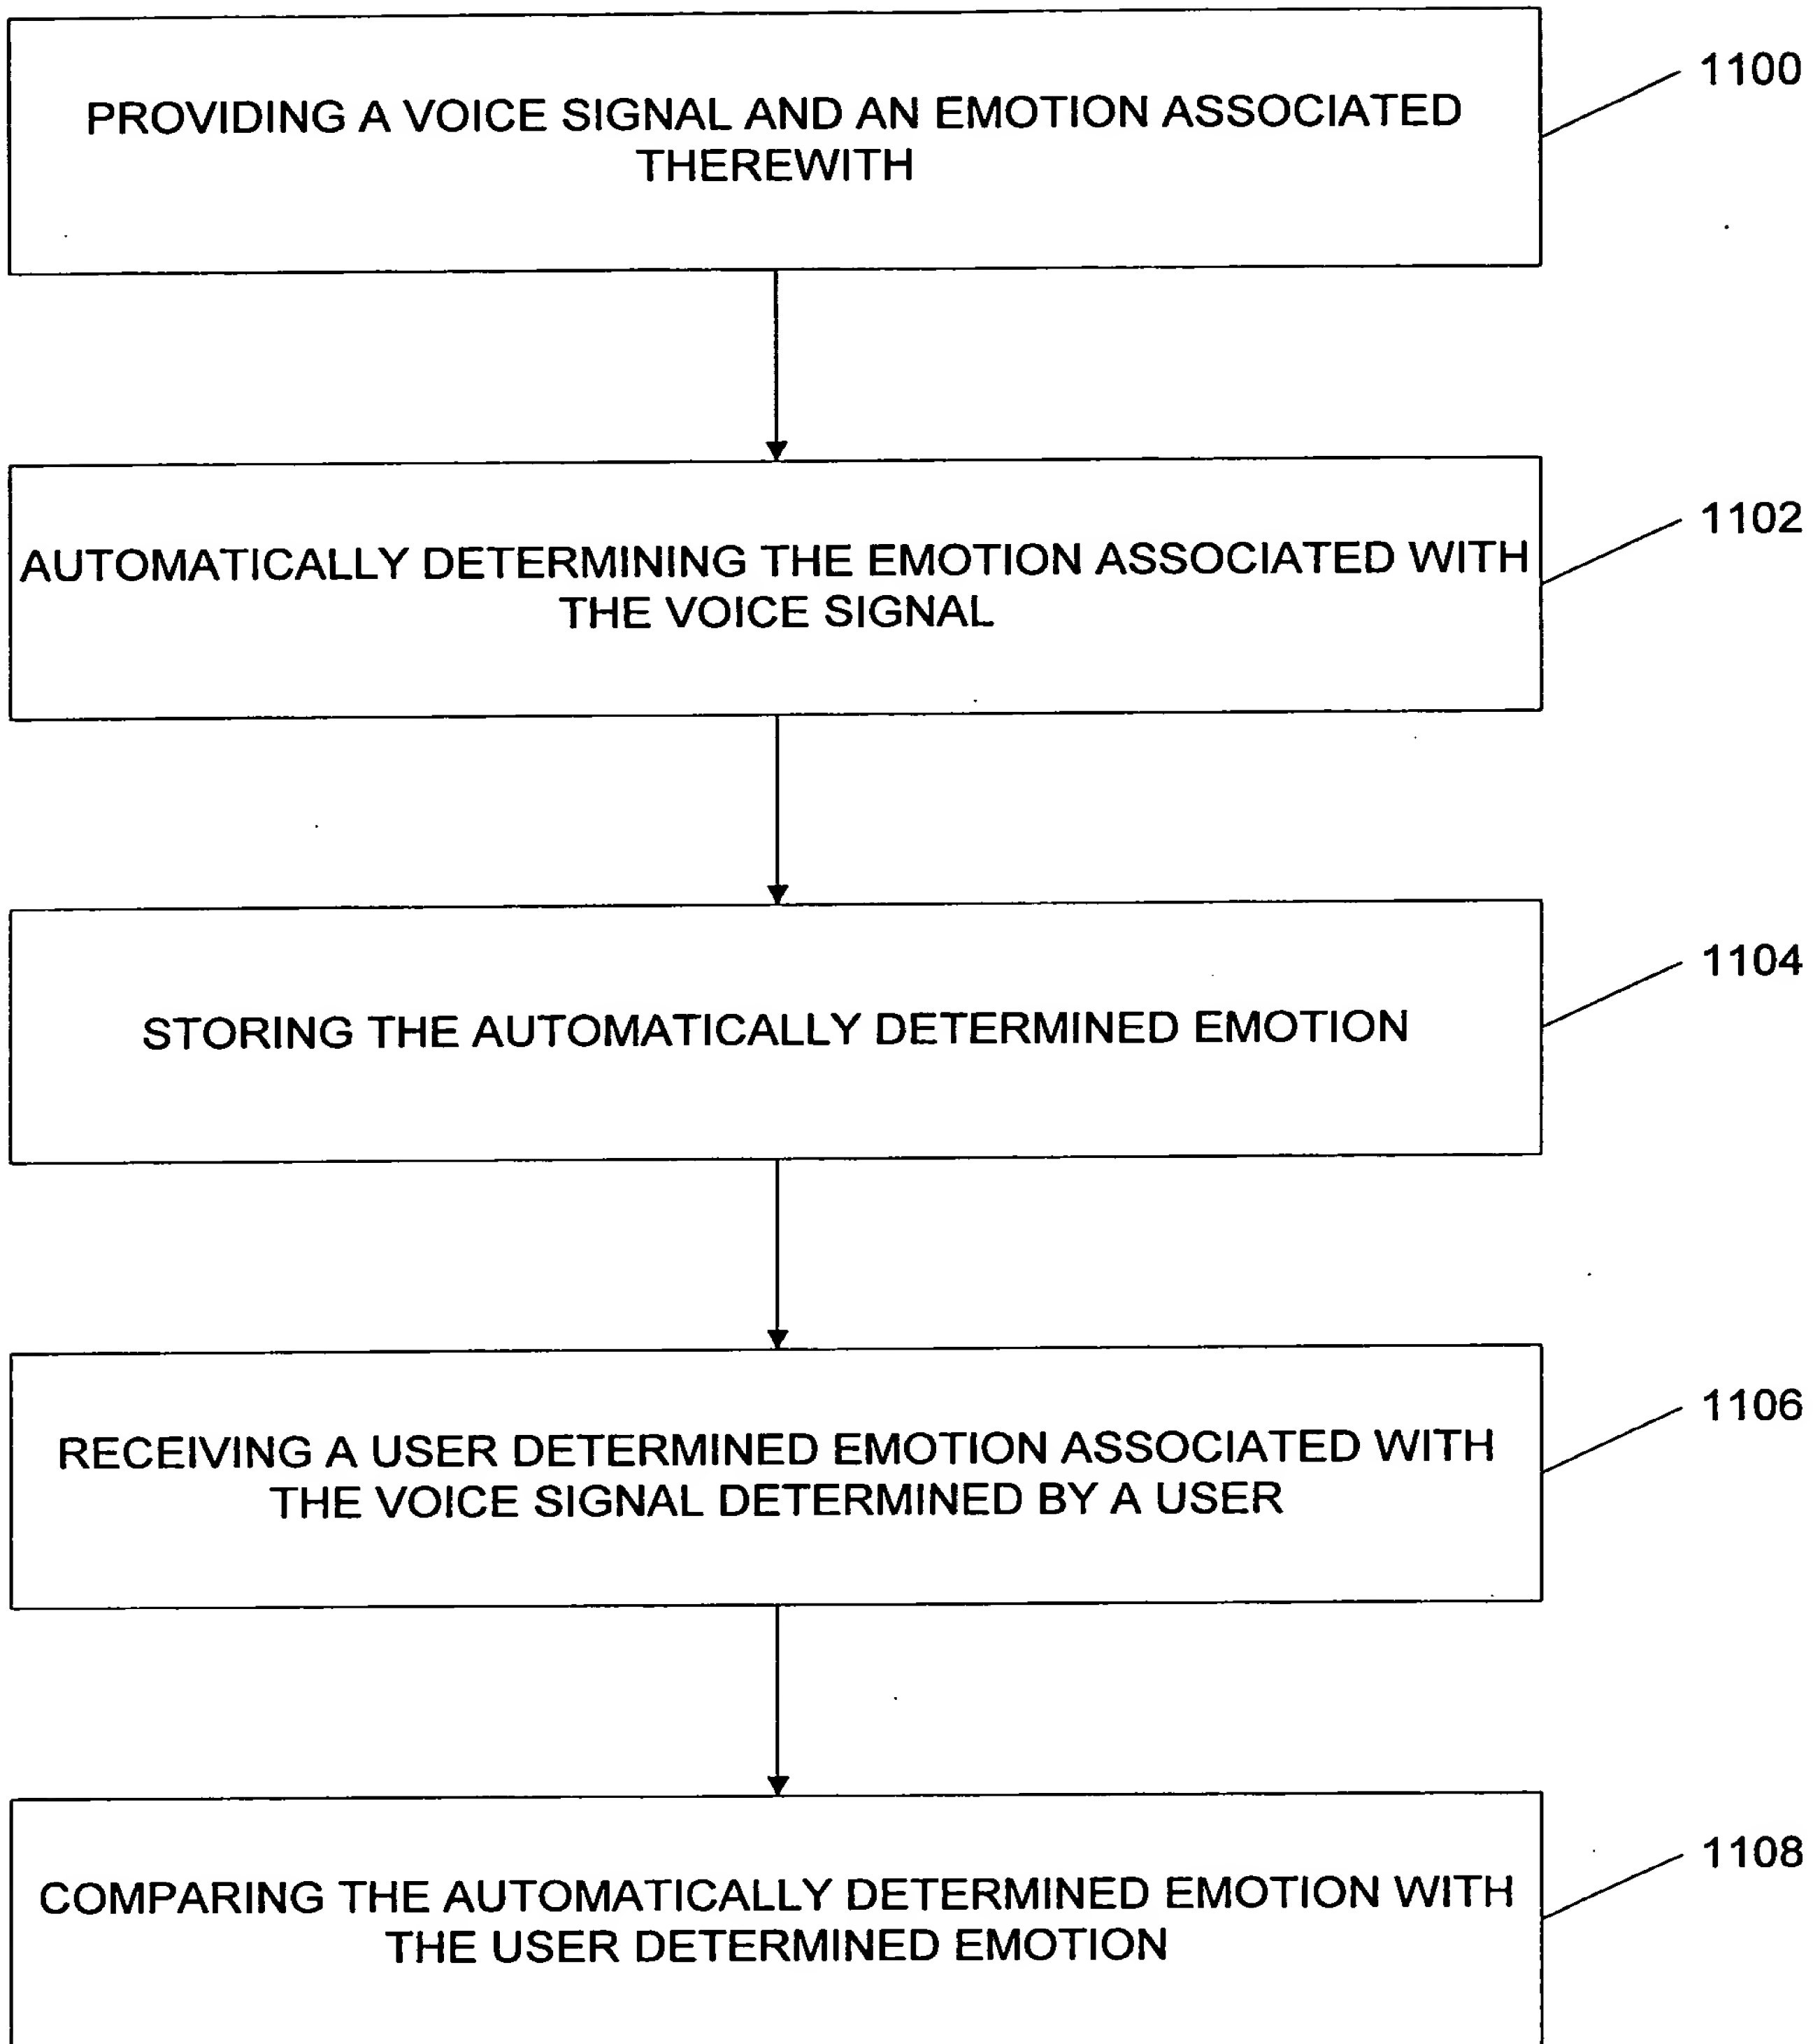 PROVIDING A VOICE SIGNAL AND AN EMOTION ASSOCIATED
THEREWITH
1100
AUTOMATICALLY DETERMINING THE EMOTION ASSOCIATED WITH
THE VOICE SIGNAL
1102
STORING THE AUTOMATICALLY DETERMINED EMOTION
1104
RECEIVING A USER DETERMINED EMOTION ASSOCIATED WITH
THE VOICE SIGNAL DETERMINED BY A USER
1106
COMPARING THE AUTOMATICALLY DETERMINED EMOTION WITH
THE USER DETERMINED EMOTION
1108